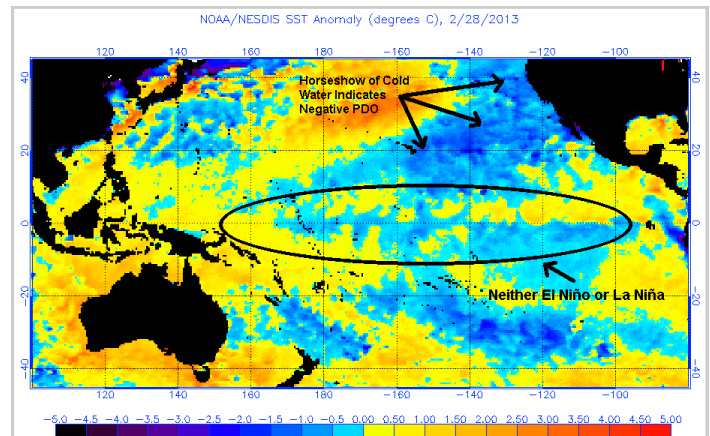 NOAA/NESDIS SST Anomaly (degrees C), 2/28/2013
120 140 160 180 -160 -140 -120 -100
40 40
Horseshow of Cold
Water Indicates
Negative PDO
20 20
0 0
-20 -20
Neither El Niño or La Niña
-40 -40
120 140 160 180 -160 -140 -120 -100
-5.0 -4.5 -4.0 -3.5 -3.0 -2.5 -2.0 -1.5 -1.0 -0.5 0.00 0.50 1.00 1.50 2.00 2.50 3.00 3.50 4.00 4.50 5.00